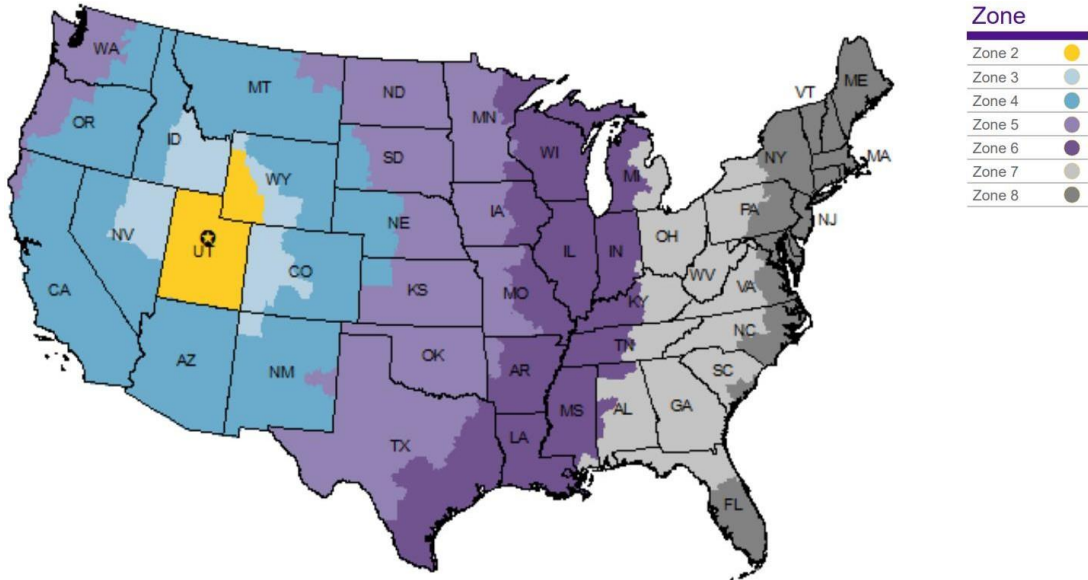 Zone
Zone 2
Zone 3
Zone 4
Zone 5
Zone 6
Zone 7
Zone 8
WA
MT
ND
MN
VT
ME
OR
ID
SD
WI
MI
NY
MA
WY
NE
IA
PA
NJ
NV
UT
CO
IL
IN
OH
WV
VA
CA
KS
MO
KY
NC
AZ
NM
OK
AR
TN
SC
TX
LA
MS
AL
GA
FL